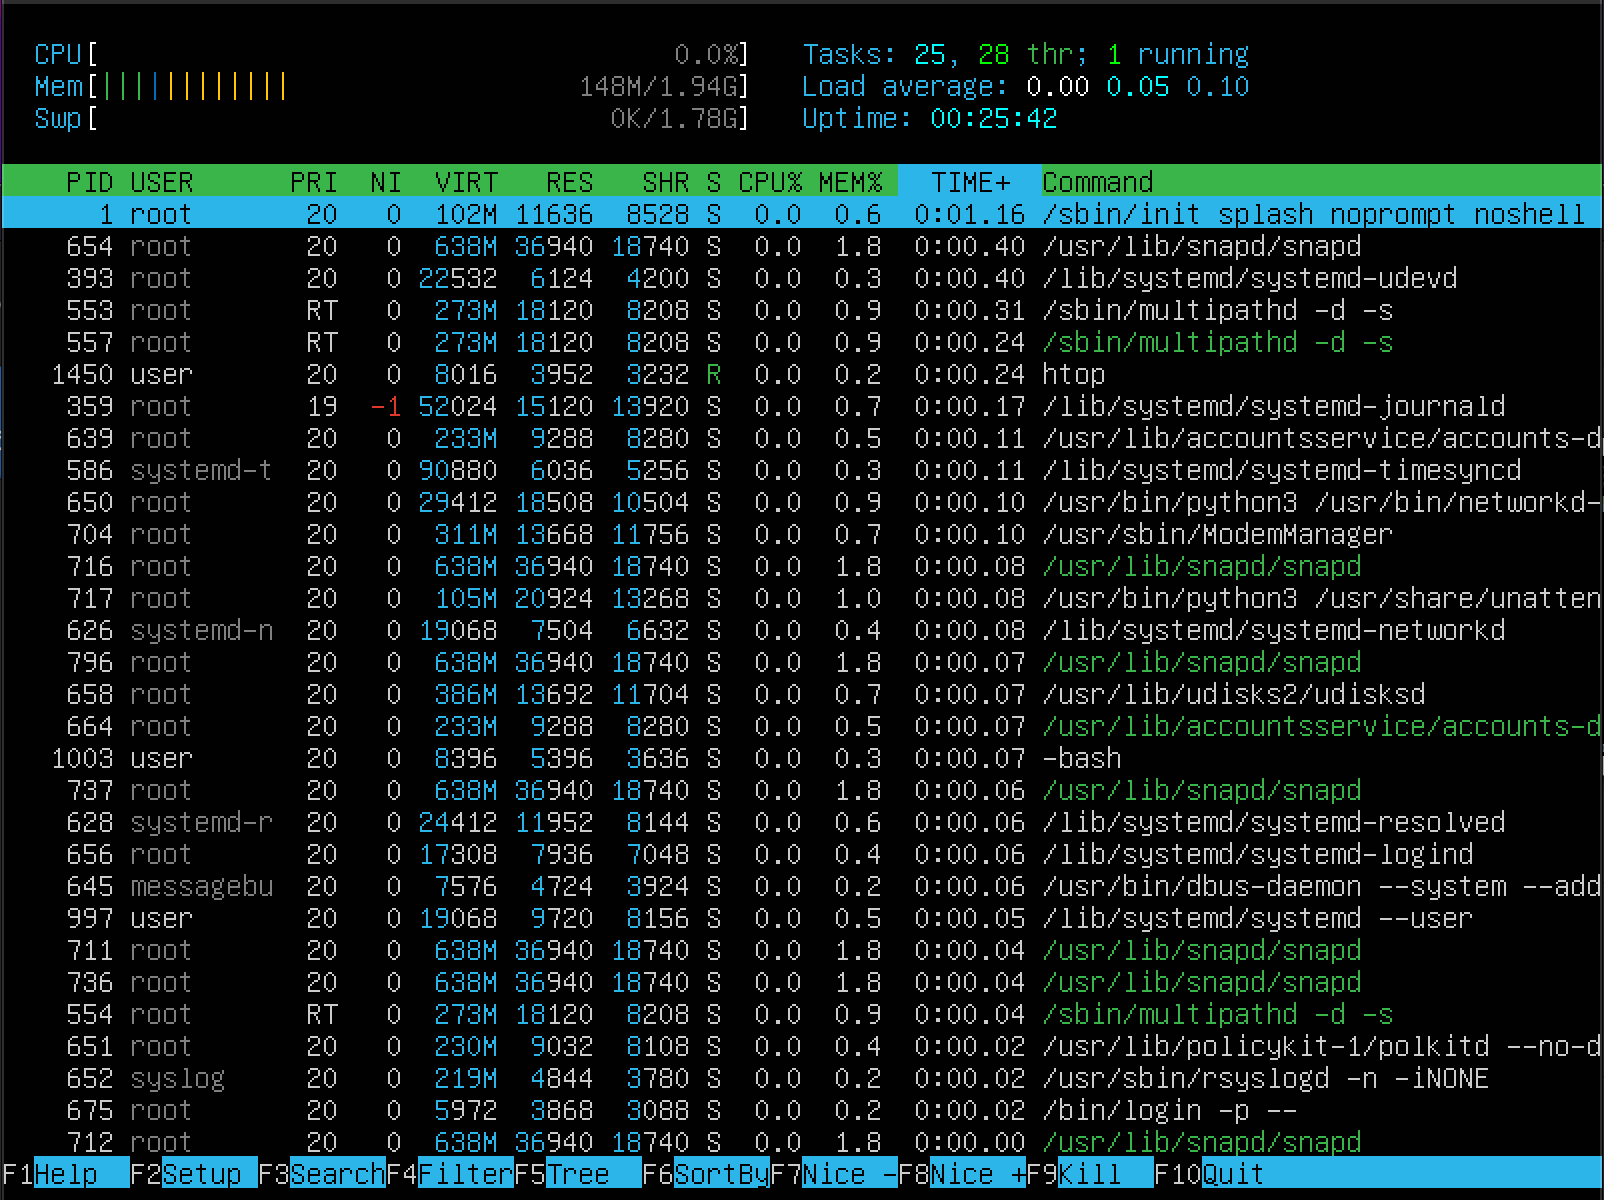 CPU[ 0.0%] Tasks: 25, 28 thr; 1 running
Mem[||||||||||||   148M/1.94G] Load average: 0.00 0.05 0.10
Swp[ 0K/1.78G] Uptime: 00:25:42
PID USER PRI NI VIRT RES SHR S CPU% MEM% TIME+ Command
1 root 20 0 102M 11636 8528 S 0.0 0.6 0:01.16 /sbin/init splash noprompt noshell
654 root 20 0 638M 36940 18740 S 0.0 1.8 0:00.40 /usr/lib/snapd/snapd
393 root 20 0 22532 6124 4200 S 0.0 0.3 0:00.40 /lib/systemd/systemd-udevd
553 root RT 0 273M 18120 8208 S 0.0 0.9 0:00.31 /sbin/multipathd -d -s
557 root RT 0 273M 18120 8208 S 0.0 0.9 0:00.24 /sbin/multipathd -d -s
1450 user 20 0 8016 3952 3232 R 0.0 0.2 0:00.24 htop
359 root 19 -1 52024 15120 13920 S 0.0 0.7 0:00.17 /lib/systemd/systemd-journald
639 root 20 0 233M 9288 8280 S 0.0 0.5 0:00.11 /usr/lib/accountsservice/accounts-d
586 systemd-t 20 0 90880 6036 5256 S 0.0 0.3 0:00.11 /lib/systemd/systemd-timesyncd
650 root 20 0 29412 18508 10504 S 0.0 0.9 0:00.10 /usr/bin/python3 /usr/bin/networkd-
704 root 20 0 311M 13668 11756 S 0.0 0.7 0:00.10 /usr/sbin/ModemManager
716 root 20 0 638M 36940 18740 S 0.0 1.8 0:00.08 /usr/lib/snapd/snapd
717 root 20 0 105M 20924 13268 S 0.0 1.0 0:00.08 /usr/bin/python3 /usr/share/unatten
626 systemd-n 20 0 19068 7504 6632 S 0.0 0.4 0:00.08 /lib/systemd/systemd-networkd
796 root 20 0 638M 36940 18740 S 0.0 1.8 0:00.07 /usr/lib/snapd/snapd
658 root 20 0 386M 13692 11704 S 0.0 0.7 0:00.07 /usr/lib/udisks2/udisksd
664 root 20 0 233M 9288 8280 S 0.0 0.5 0:00.07 /usr/lib/accountsservice/accounts-d
1003 user 20 0 8396 5396 3636 S 0.0 0.3 0:00.07 -bash
737 root 20 0 638M 36940 18740 S 0.0 1.8 0:00.06 /usr/lib/snapd/snapd
628 systemd-r 20 0 24412 11952 8144 S 0.0 0.6 0:00.06 /lib/systemd/systemd-resolved
656 root 20 0 17308 7936 7048 S 0.0 0.4 0:00.06 /lib/systemd/systemd-logind
645 messagebu 20 0 7576 4724 3924 S 0.0 0.2 0:00.06 /usr/bin/dbus-daemon --system --add
997 user 20 0 19068 9720 8156 S 0.0 0.5 0:00.05 /lib/systemd/systemd --user
711 root 20 0 638M 36940 18740 S 0.0 1.8 0:00.04 /usr/lib/snapd/snapd
736 root 20 0 638M 36940 18740 S 0.0 1.8 0:00.04 /usr/lib/snapd/snapd
554 root RT 0 273M 18120 8208 S 0.0 0.9 0:00.04 /sbin/multipathd -d -s
651 root 20 0 230M 9032 8108 S 0.0 0.4 0:00.02 /usr/lib/policykit-1/polkitd --no-d
652 syslog 20 0 219M 4844 3780 S 0.0 0.2 0:00.02 /usr/sbin/rsyslogd -n -iNONE
675 root 20 0 5972 3868 3088 S 0.0 0.2 0:00.02 /bin/login -p --
712 root 20 0 638M 36940 18740 S 0.0 1.8 0:00.00 /usr/lib/snapd/snapd
F1Help F2Setup F3SearchF4FilterF5Tree F6SortByF7Nice -F8Nice +F9Kill F10Quit